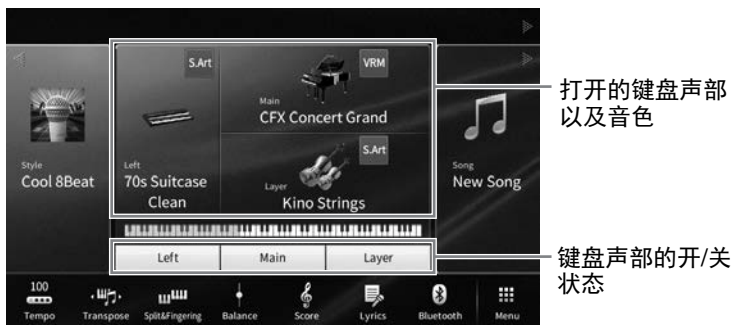 S.Art
VRM
Main
CFX Concert Grand
打开的键盘声部
以及音色
Style
Cool 8Beat
Left
70s Suitcase
Clean
S.Art
Layer
Kino Strings
Song
New Song
Left
Main
Layer
键盘声部的开/关
状态
100
Tempo
Transpose
Split&Fingering
Balance
Score
Lyrics
Bluetooth
Menu